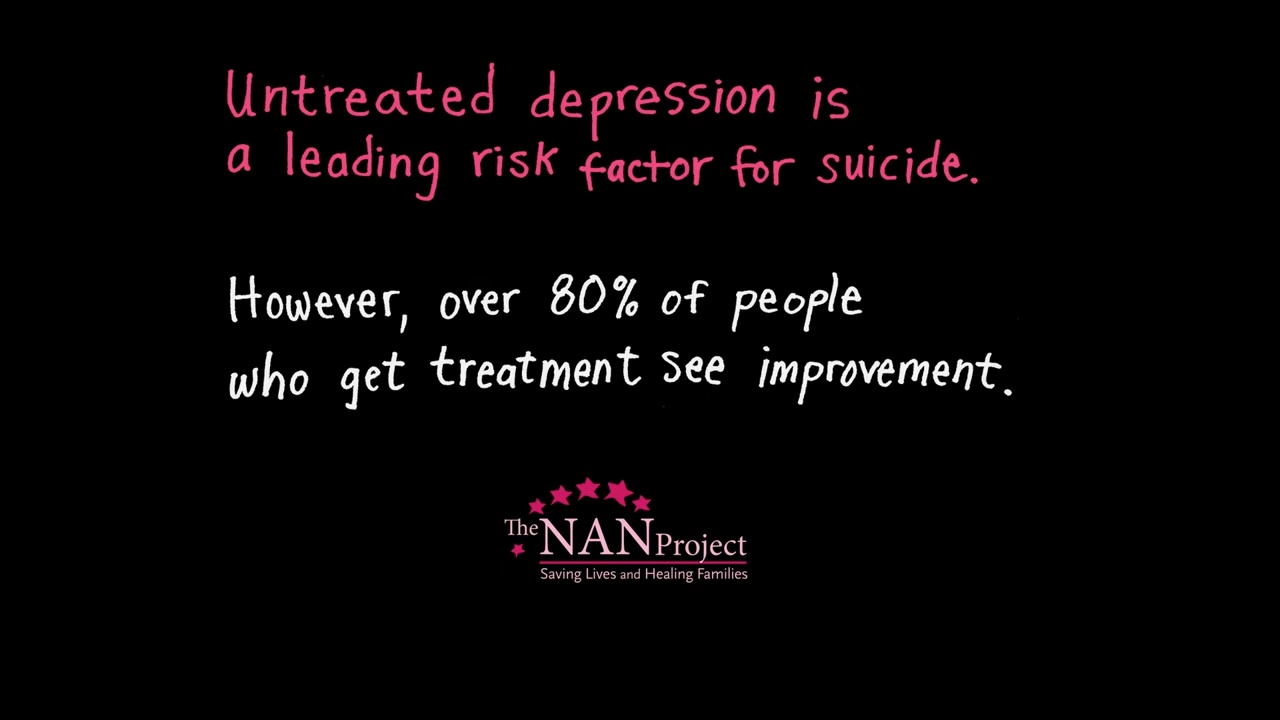 Untreated depression is
a leading risk factor for suicide.
However, over 80% of people
who get treatment see improvement.
The NAN Project
Saving Lives and Healing Families